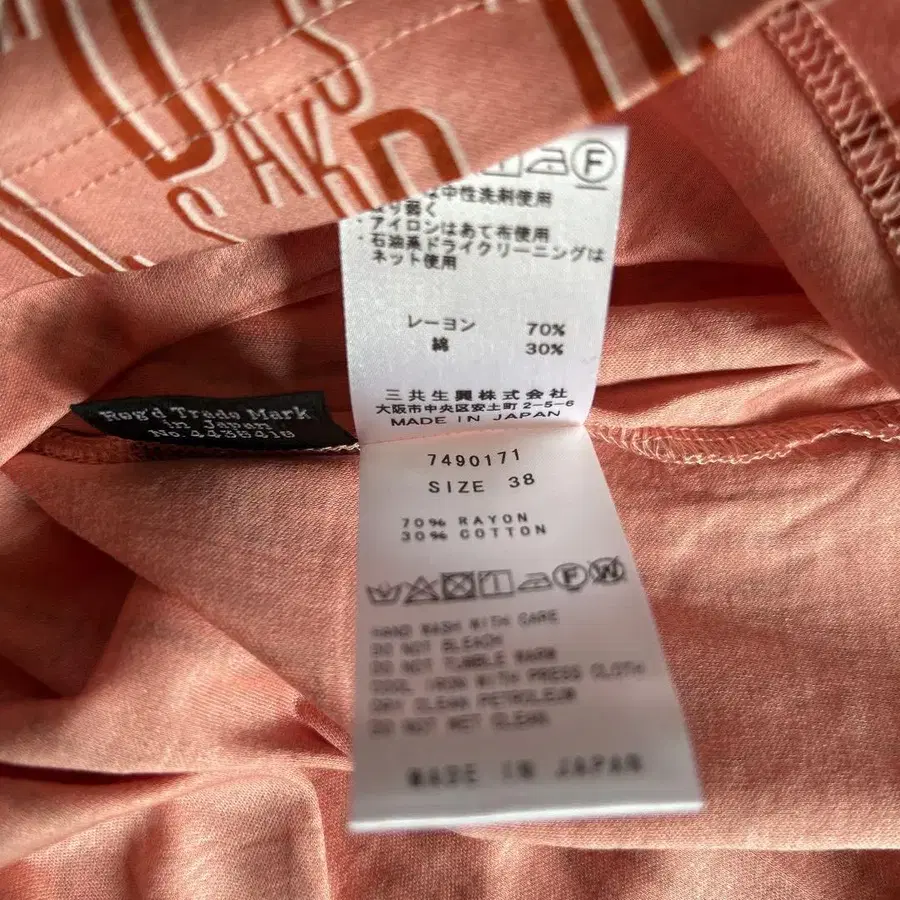 SAKS
中性洗剤使用
・アイロンはあて布使用
・石油系ドライクリーニングは
ネット使用
レーヨン 70%
綿 30%
三共生興株式会社
大阪市中央区安土町2-5-6
MADE IN JAPAN
Reg'd Trade Mark
in Japan
7490171
SIZE 38
70% RAYON
30% COTTON
F W
HAND WASH WITH CARE
DO NOT BLEACH
DO NOT TUMBLE WARM
COOL IRON WITH PRESS CLOTH
DRY CLEAN PETROLEUM
DO NOT WET CLEAN
MADE IN JAPAN